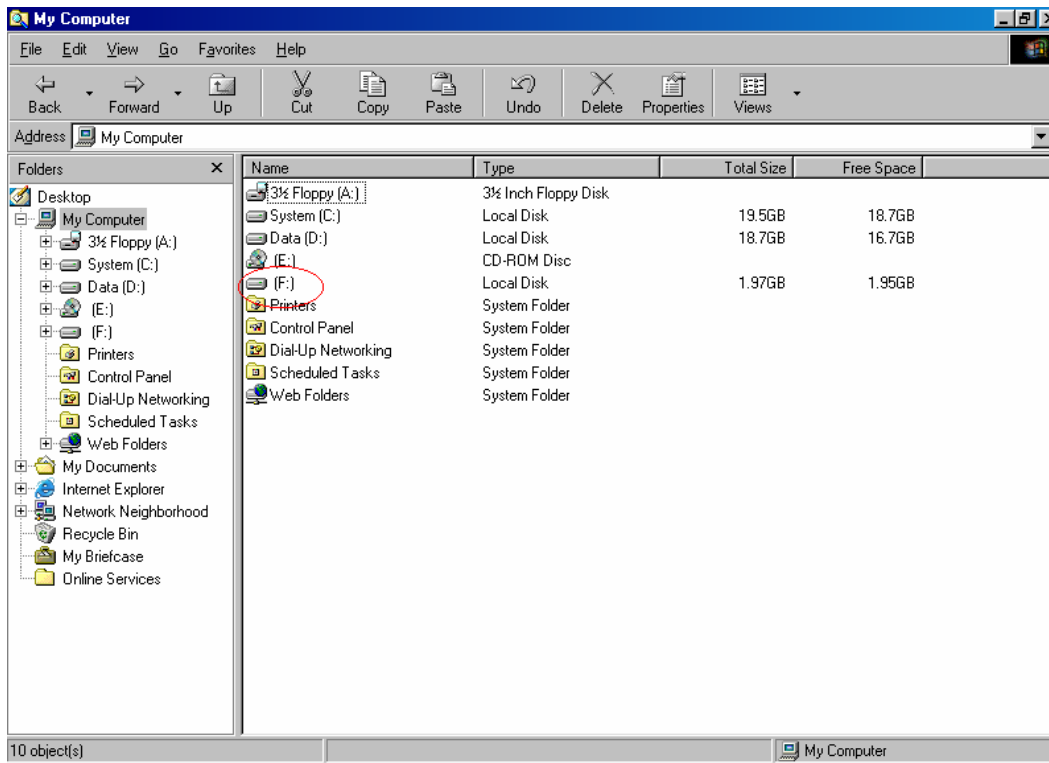 My Computer
File Edit View Go Favorites Help
Back Forward Up Cut Copy Paste Undo Delete Properties Views
Address My Computer
Folders
Desktop
My Computer
3½ Floppy (A:)
System (C:)
Data (D:)
(E:)
(F:)
Printers
Control Panel
Dial-Up Networking
Scheduled Tasks
Web Folders
My Documents
Internet Explorer
Network Neighborhood
Recycle Bin
My Briefcase
Online Services
Name Type Total Size Free Space
3½ Floppy (A:) 3½ Inch Floppy Disk
System (C:) Local Disk 19.5GB 18.7GB
Data (D:) Local Disk 18.7GB 16.7GB
(E:) CD-ROM Disc
(F:) Local Disk 1.97GB 1.95GB
Printers System Folder
Control Panel System Folder
Dial-Up Networking System Folder
Scheduled Tasks System Folder
Web Folders System Folder
10 object(s) My Computer